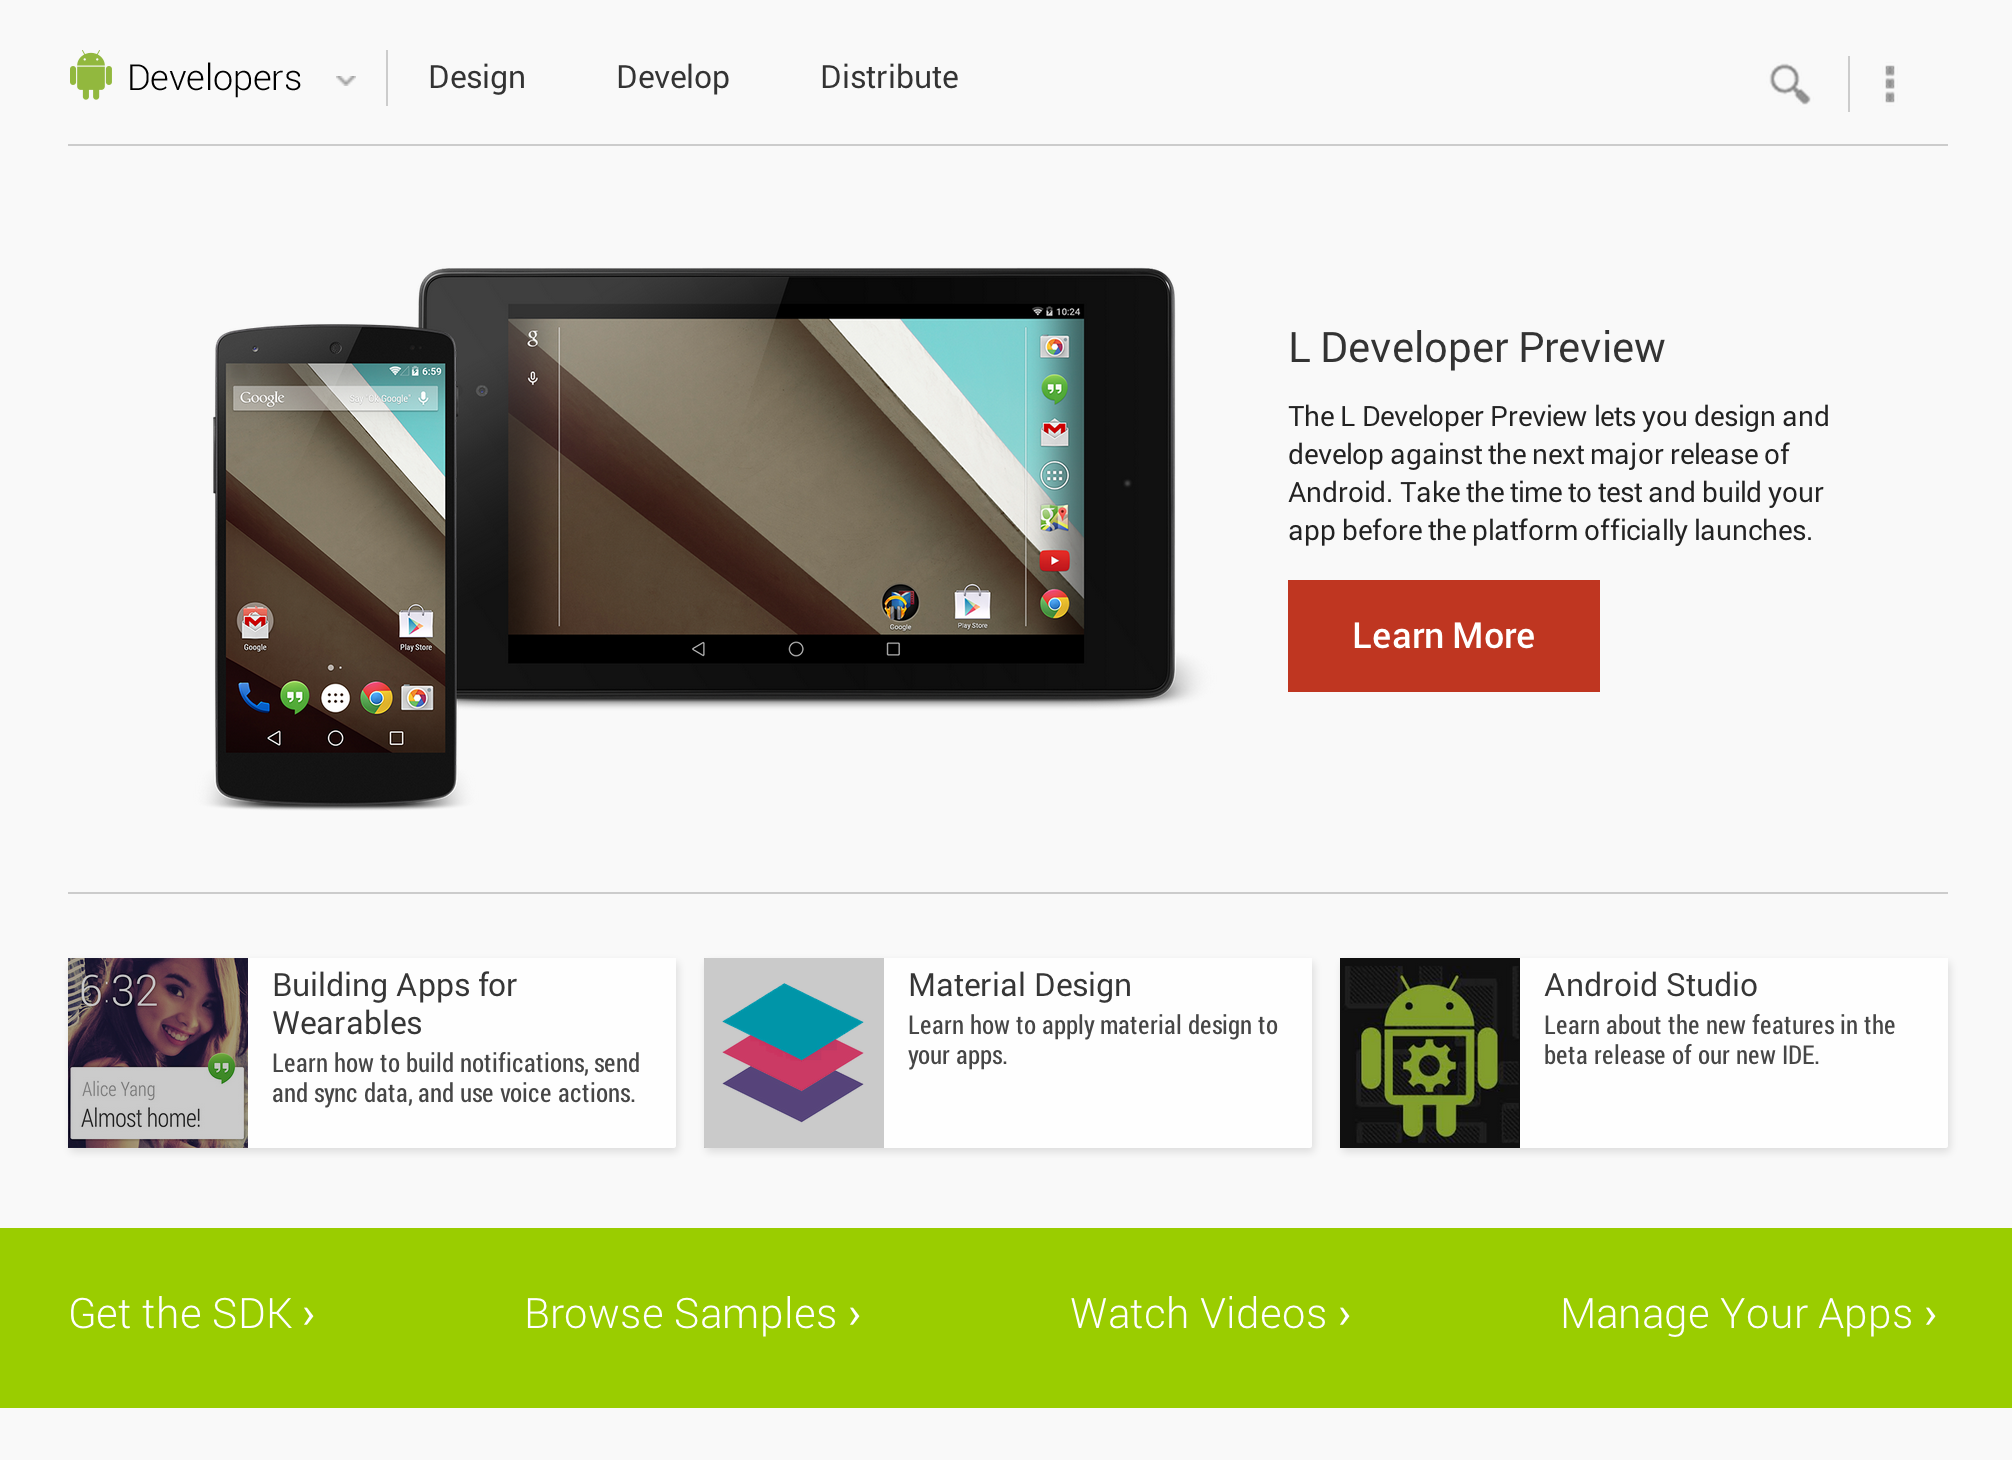 Developers
Design
Develop
Distribute
10:24
g
6:59
Google
Say "Ok Google"
Google
Play Store
Google
Play Store
L Developer Preview
The L Developer Preview lets you design and
develop against the next major release of
Android. Take the time to test and build your
app before the platform officially launches.
Learn More
6:32
Alice Yang
Almost home!
Building Apps for
Wearables
Learn how to build notifications, send
and sync data, and use voice actions.
Material Design
Learn how to apply material design to
your apps.
Android Studio
Learn about the new features in the
beta release of our new IDE.
Get the SDK ›
Browse Samples ›
Watch Videos ›
Manage Your Apps ›